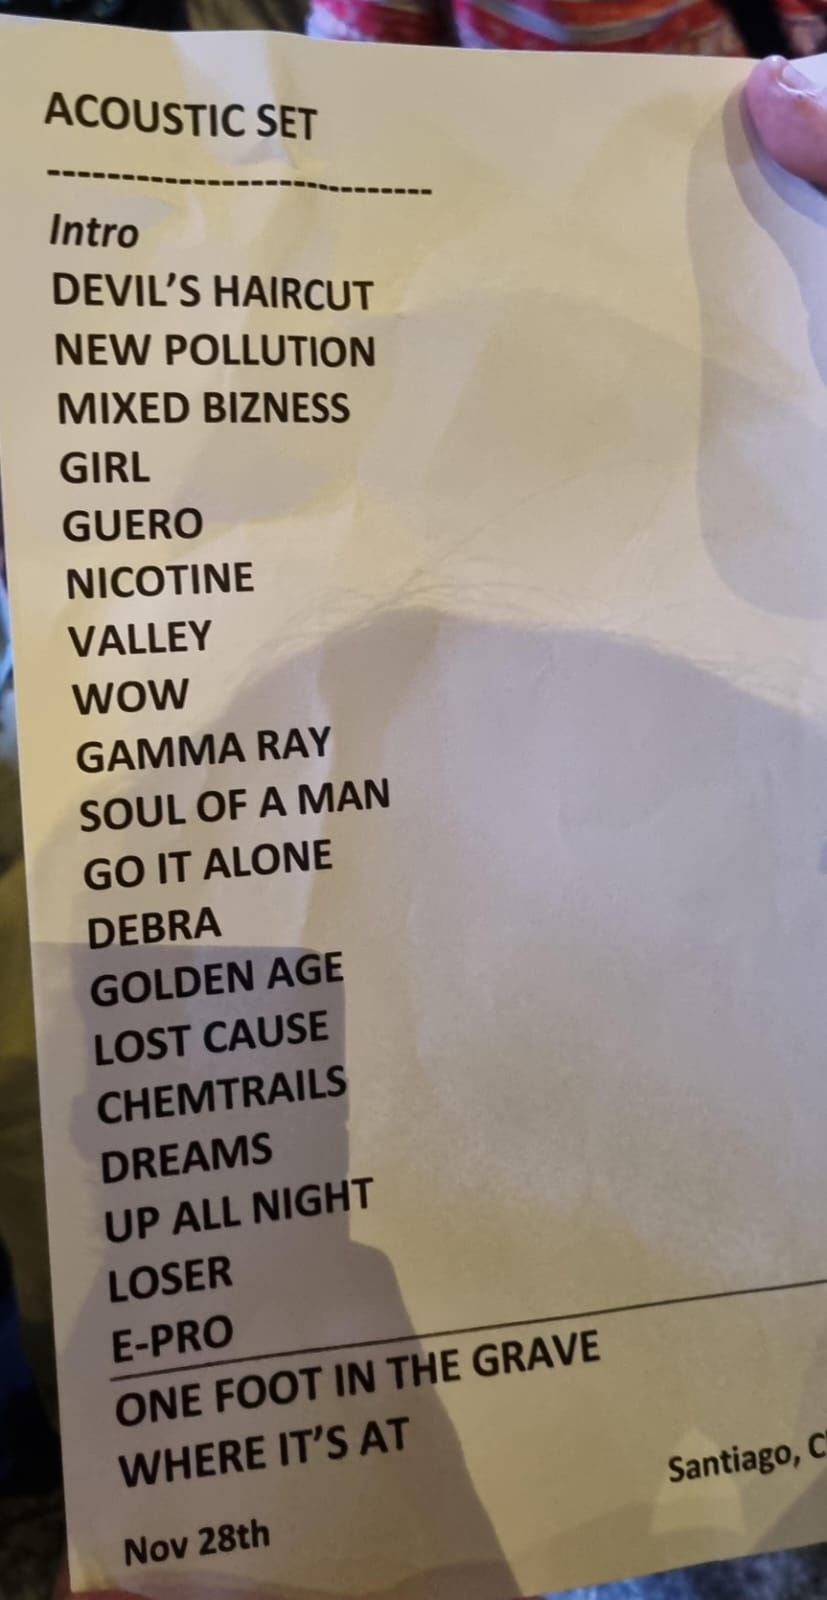 ACOUSTIC SET
----------------------------
Intro
DEVIL'S HAIRCUT
NEW POLLUTION
MIXED BIZNESS
GIRL
GUERO
NICOTINE
VALLEY
WOW
GAMMA RAY
SOUL OF A MAN
GO IT ALONE
DEBRA
GOLDEN AGE
LOST CAUSE
CHEMTRAILS
DREAMS
UP ALL NIGHT
LOSER
E-PRO
ONE FOOT IN THE GRAVE
WHERE IT'S AT
Santiago,
Nov 28th